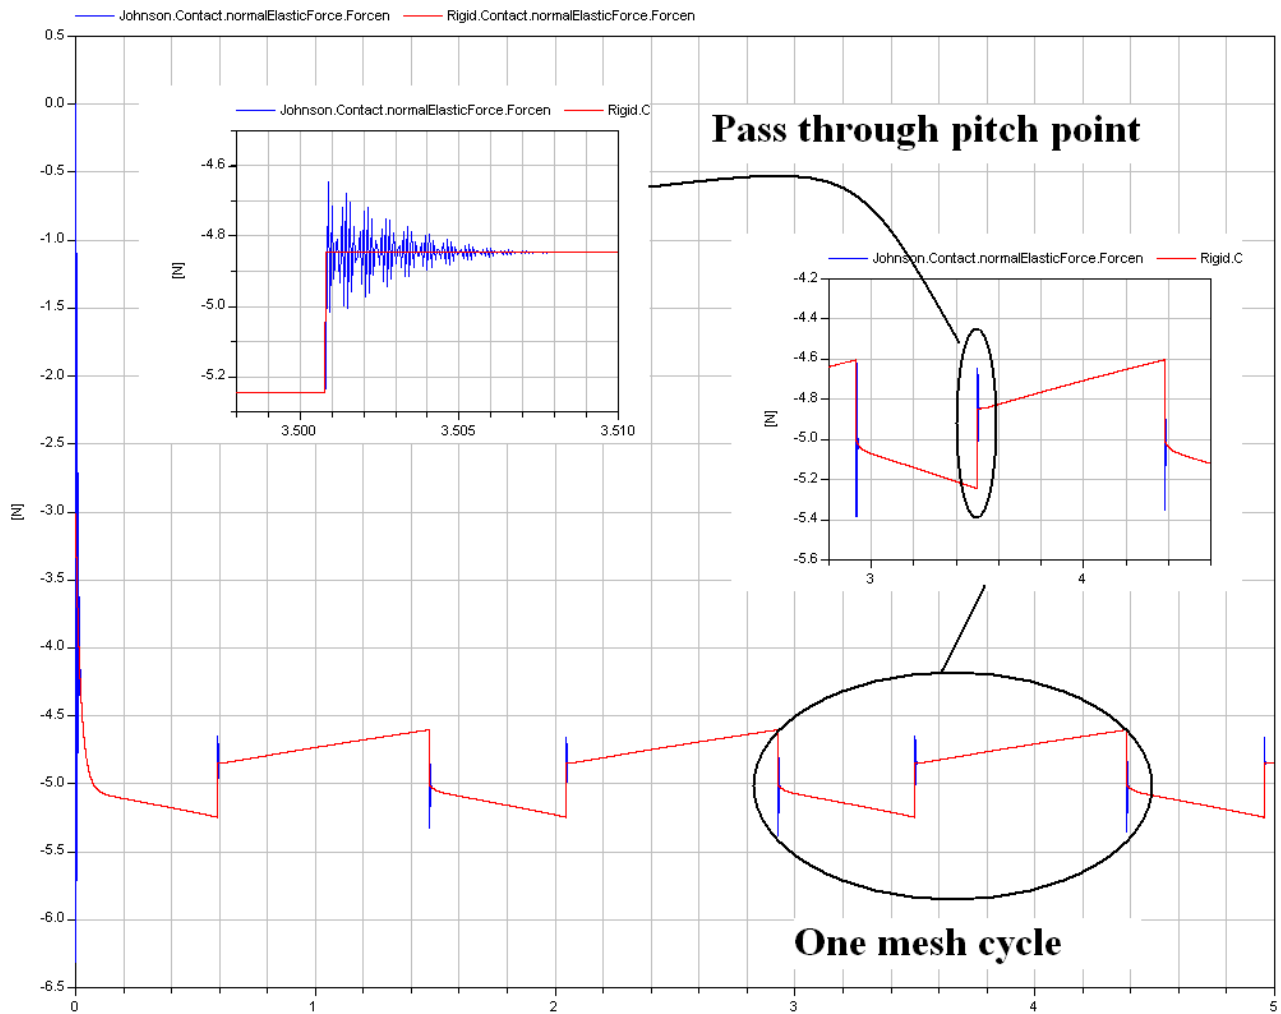 Johnson.Contact.normalElasticForce.Forcen Rigid.Contact.normalElasticForce.Forcen
0.5
0.0
-0.5
-1.0
-1.5
-2.0
-2.5
-3.0
-3.5
-4.0
-4.5
-5.0
-5.5
-6.0
-6.5
[N]
0 1 2 3 4 5
Johnson.Contact.normalElasticForce.Forcen Rigid.C
-4.6
-4.8
-5.0
-5.2
[N]
3.500 3.505 3.510
Pass through pitch point
Johnson.Contact.normalElasticForce.Forcen Rigid.C
-4.2
-4.4
-4.6
-4.8
-5.0
-5.2
-5.4
-5.6
[N]
3 4
One mesh cycle